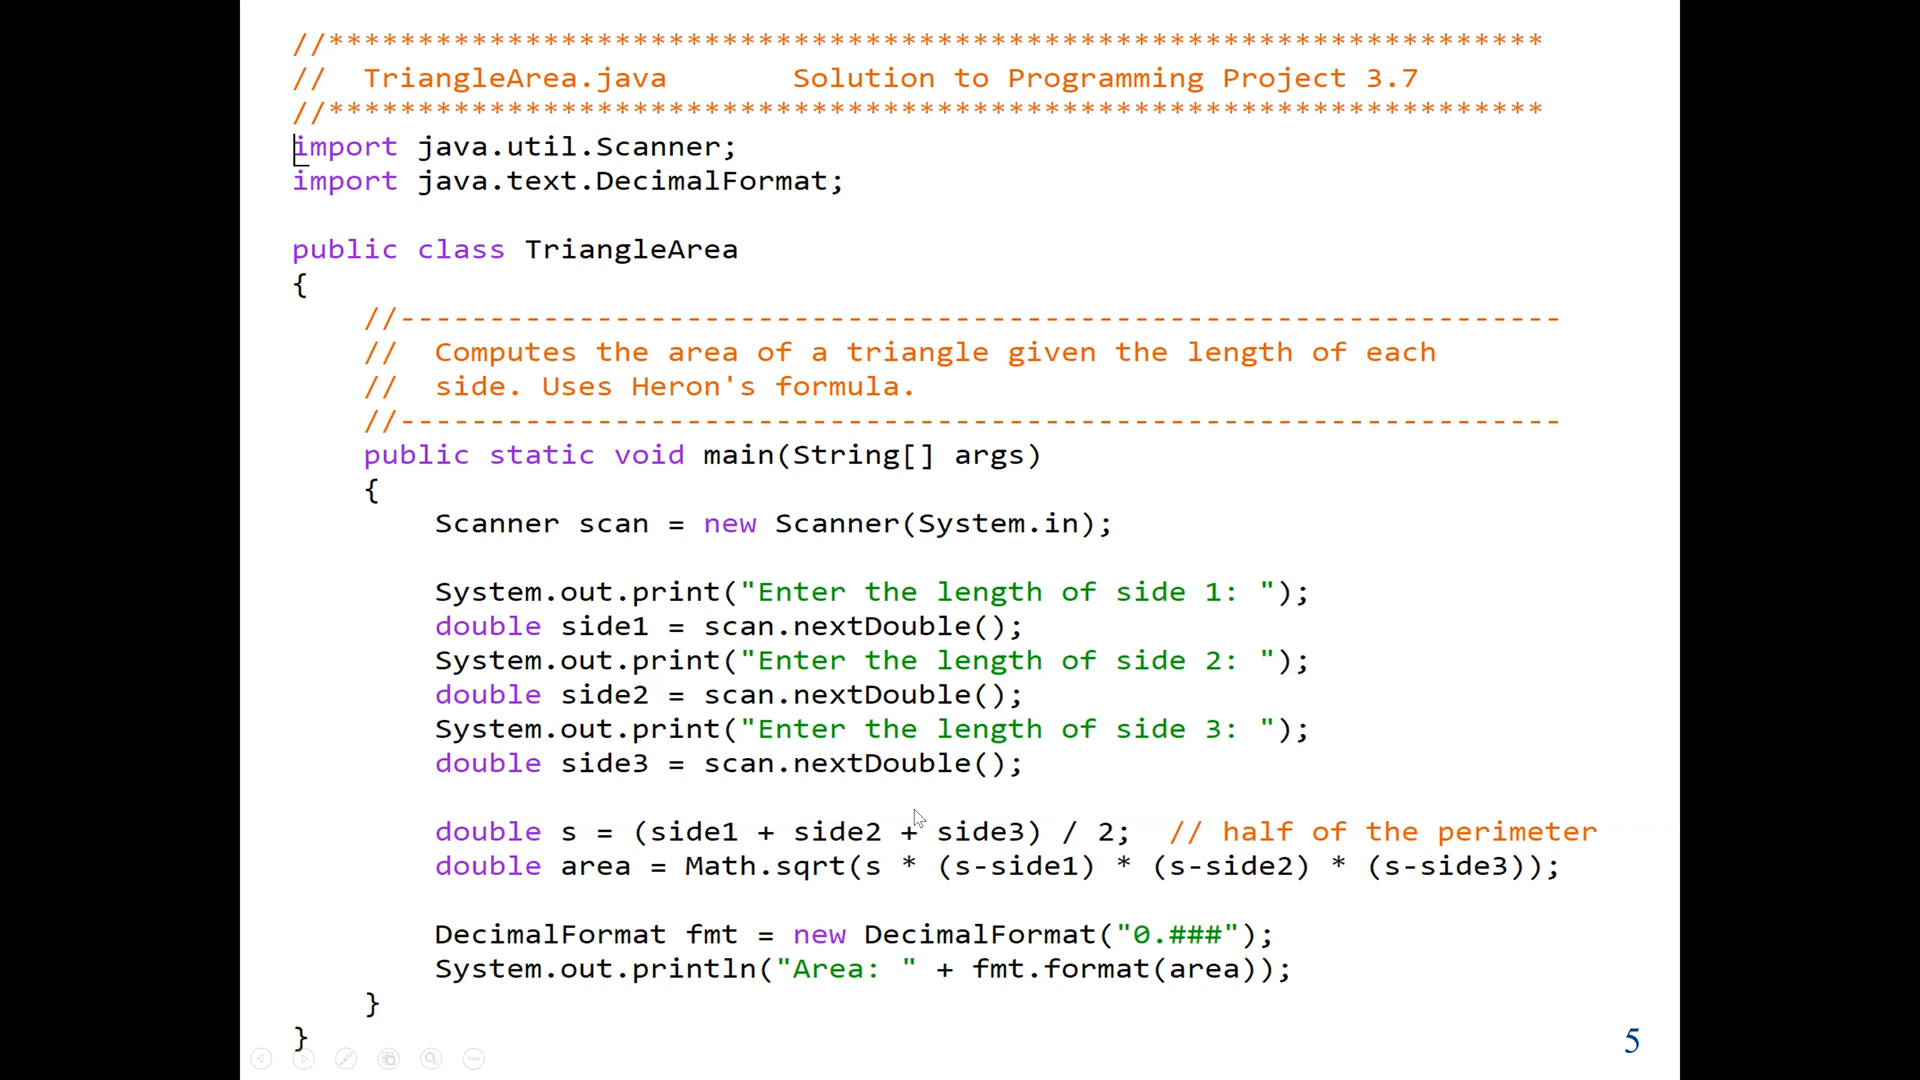 //********************************************************************
//  TriangleArea.java       Solution to Programming Project 3.7
//********************************************************************
import java.util.Scanner;
import java.text.DecimalFormat;
public class TriangleArea
{
    //-----------------------------------------------------------------
    //  Computes the area of a triangle given the length of each
    //  side. Uses Heron's formula.
    //-----------------------------------------------------------------
    public static void main(String[] args)
    {
        Scanner scan = new Scanner(System.in);
        System.out.print("Enter the length of side 1: ");
        double side1 = scan.nextDouble();
        System.out.print("Enter the length of side 2: ");
        double side2 = scan.nextDouble();
        System.out.print("Enter the length of side 3: ");
        double side3 = scan.nextDouble();
        double s = (side1 + side2 + side3) / 2;  // half of the perimeter
        double area = Math.sqrt(s * (s-side1) * (s-side2) * (s-side3));
        DecimalFormat fmt = new DecimalFormat("0.###");
        System.out.println("Area: " + fmt.format(area));
    }
}
5